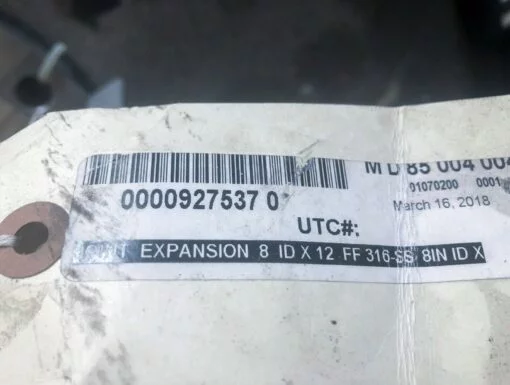 M D 85 004 004
01070200 0001
0000927537 0
March 16, 2018
UTC#:
EXPANSION 8 ID X 12 FF 316-SS 8IN ID X